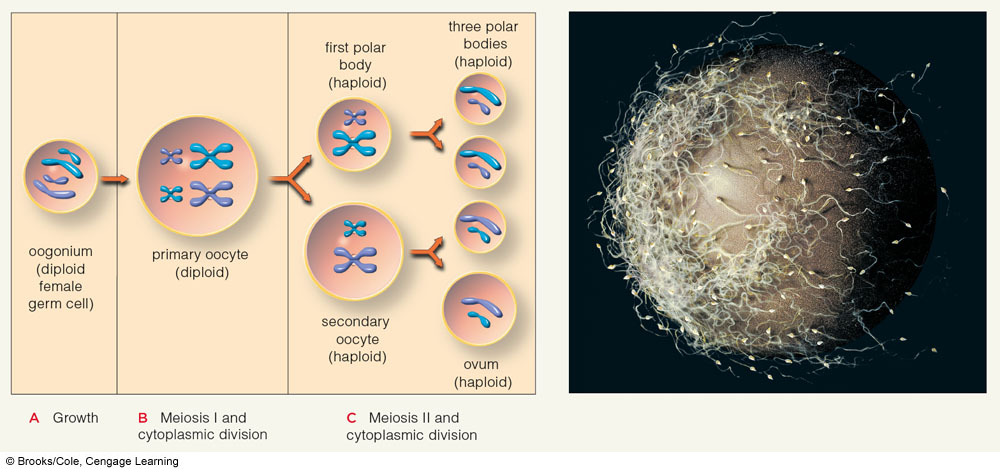 oogonium
(diploid
female
germ cell)
primary oocyte
(diploid)
first polar
body
(haploid)
secondary
oocyte
(haploid)
three polar
bodies
(haploid)
ovum
(haploid)
A Growth
B Meiosis I and
cytoplasmic division
C Meiosis II and
cytoplasmic division
© Brooks/Cole, Cengage Learning